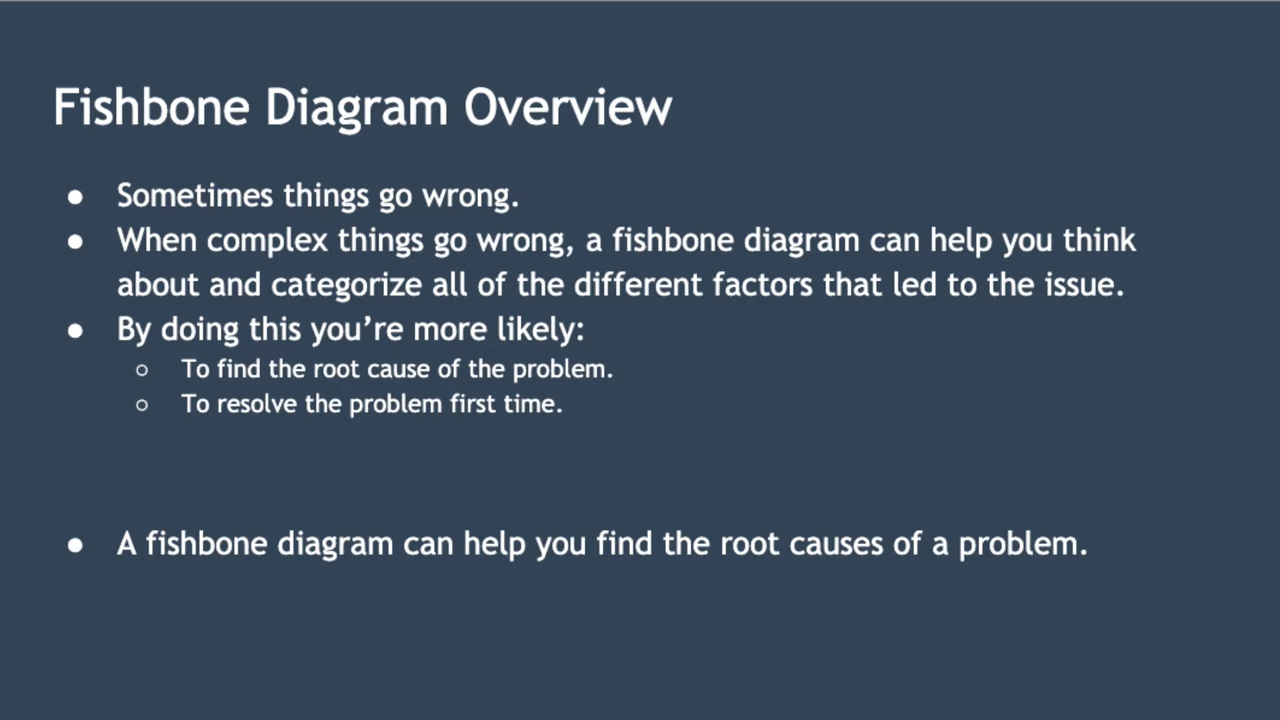 Fishbone Diagram Overview
● Sometimes things go wrong.
● When complex things go wrong, a fishbone diagram can help you think
about and categorize all of the different factors that led to the issue.
● By doing this you’re more likely:
○ To find the root cause of the problem.
○ To resolve the problem first time.
● A fishbone diagram can help you find the root causes of a problem.